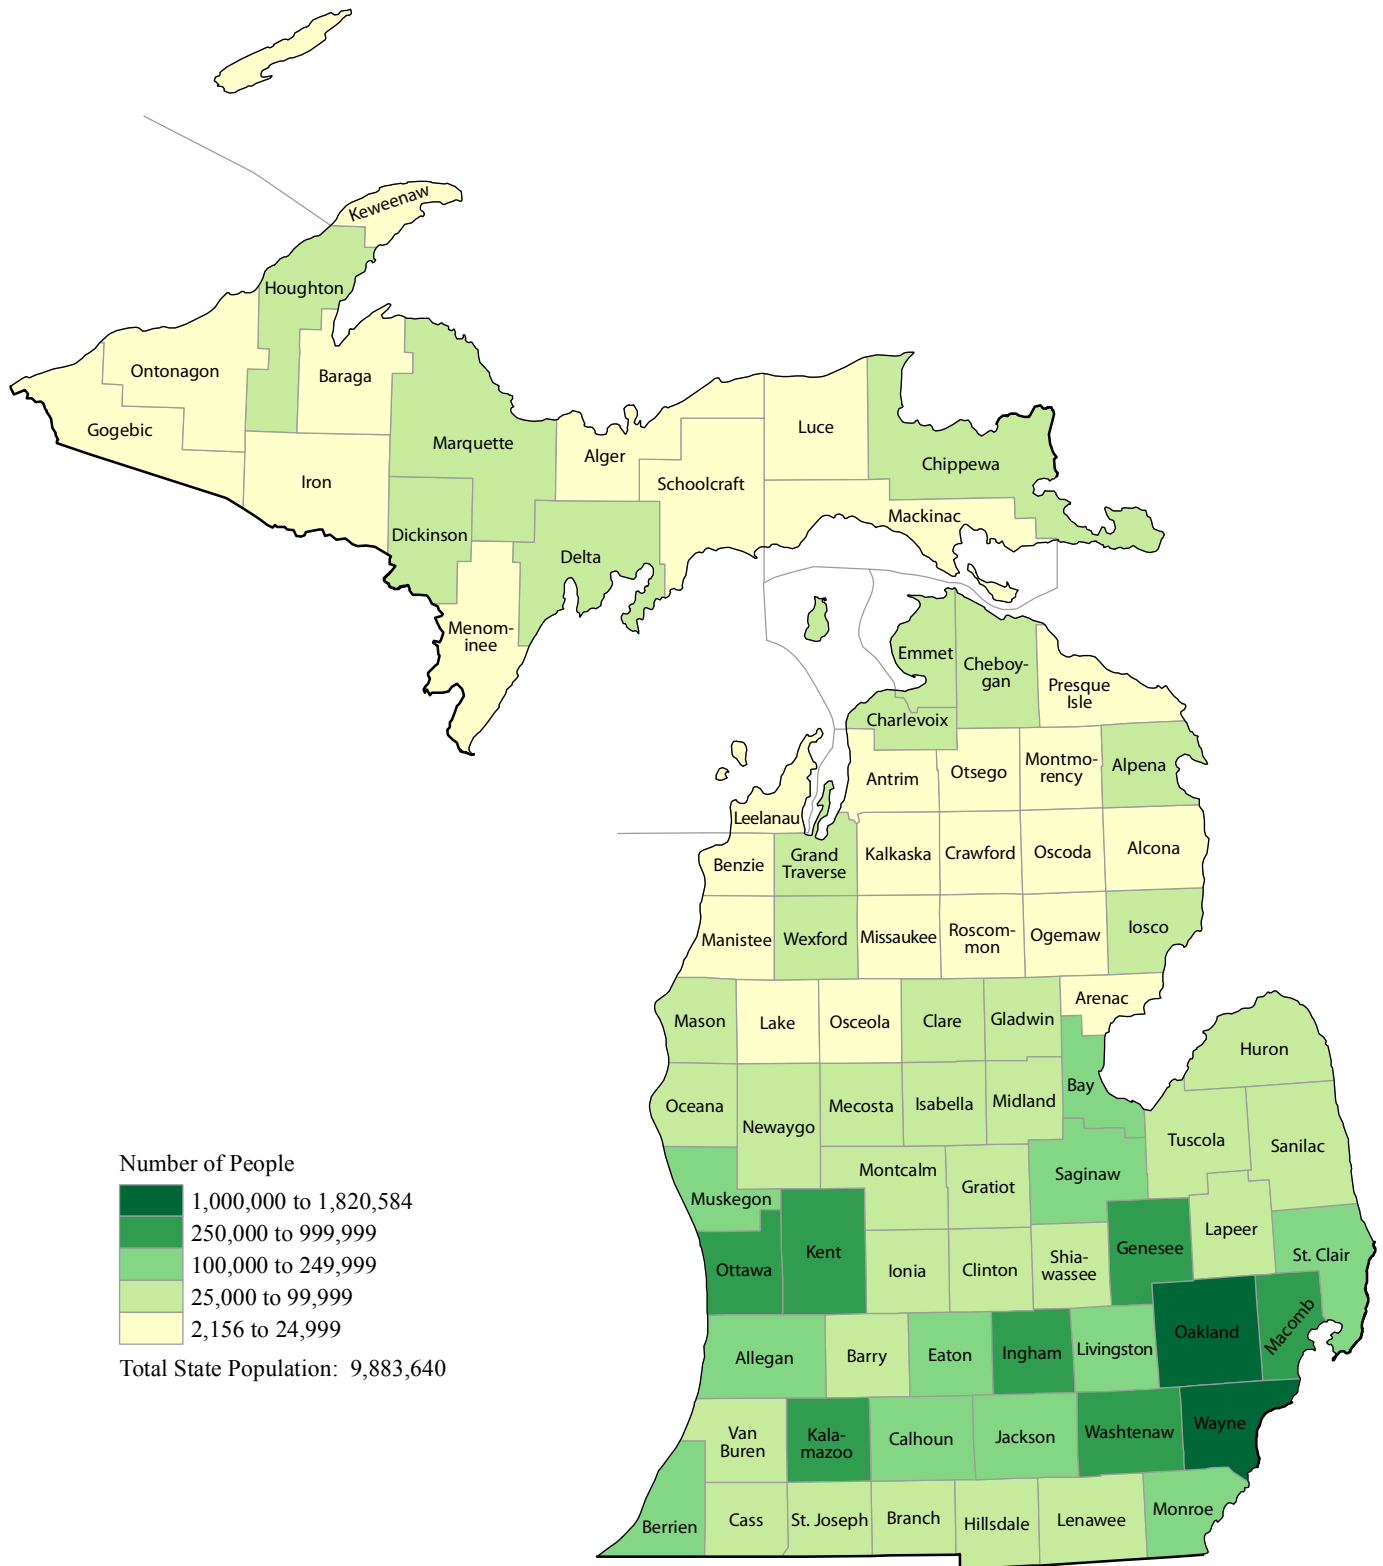 Keweenaw
Houghton
Ontonagon
Baraga
Gogebic
Marquette
Iron
Alger
Luce
Schoolcraft
Chippewa
Mackinac
Dickinson
Delta
Menom-
inee
Emmet
Cheboy-
gan
Presque
Isle
Charlevoix
Antrim
Otsego
Montmo-
rency
Alpena
Leelanau
Benzie
Grand
Traverse
Kalkaska
Crawford
Oscoda
Alcona
Manistee
Wexford
Missaukee
Roscom-
mon
Ogemaw
Iosco
Mason
Lake
Osceola
Clare
Gladwin
Arenac
Huron
Oceana
Newaygo
Mecosta
Isabella
Midland
Bay
Tuscola
Sanilac
Muskegon
Montcalm
Gratiot
Saginaw
Ottawa
Kent
Ionia
Clinton
Shia-
wassee
Genesee
Lapeer
St. Clair
Allegan
Barry
Eaton
Ingham
Livingston
Oakland
Macomb
Van
Buren
Kala-
mazoo
Calhoun
Jackson
Washtenaw
Wayne
Berrien
Cass
St. Joseph
Branch
Hillsdale
Lenawee
Monroe
Number of People
1,000,000 to 1,820,584
250,000 to 999,999
100,000 to 249,999
25,000 to 99,999
2,156 to 24,999
Total State Population: 9,883,640